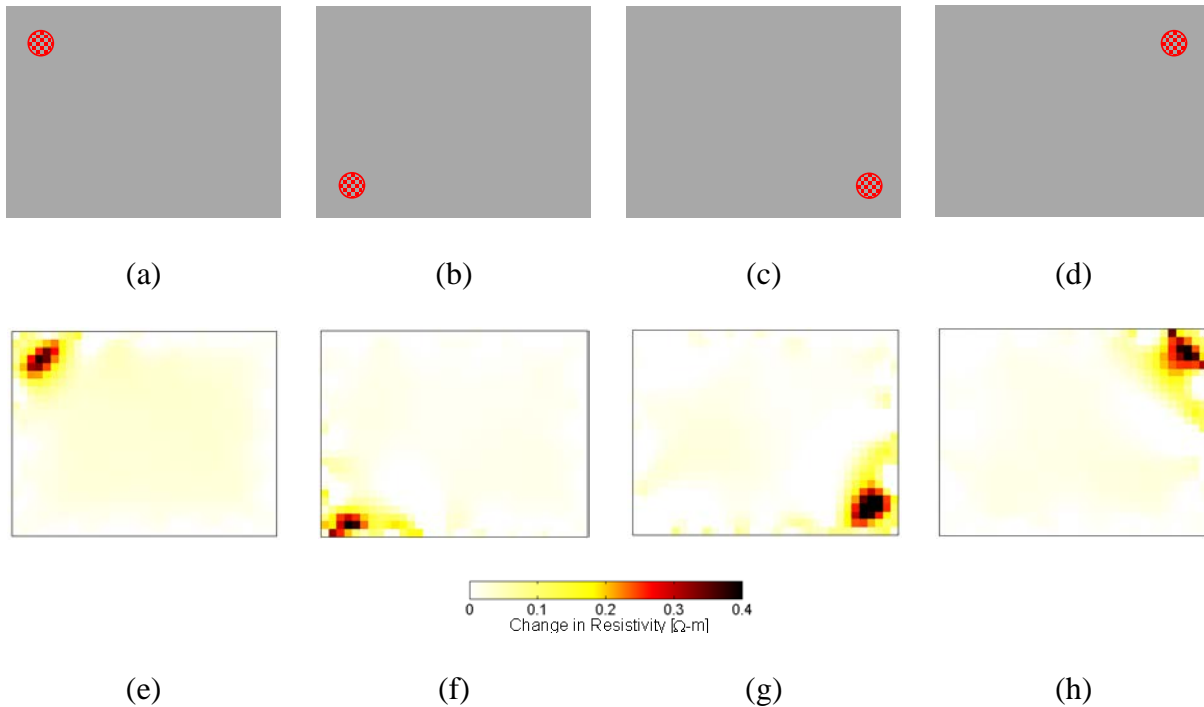 (a) (b) (c) (d)
0 0.1 0.2 0.3 0.4
Change in Resistivity [Ω-m]
(e) (f) (g) (h)